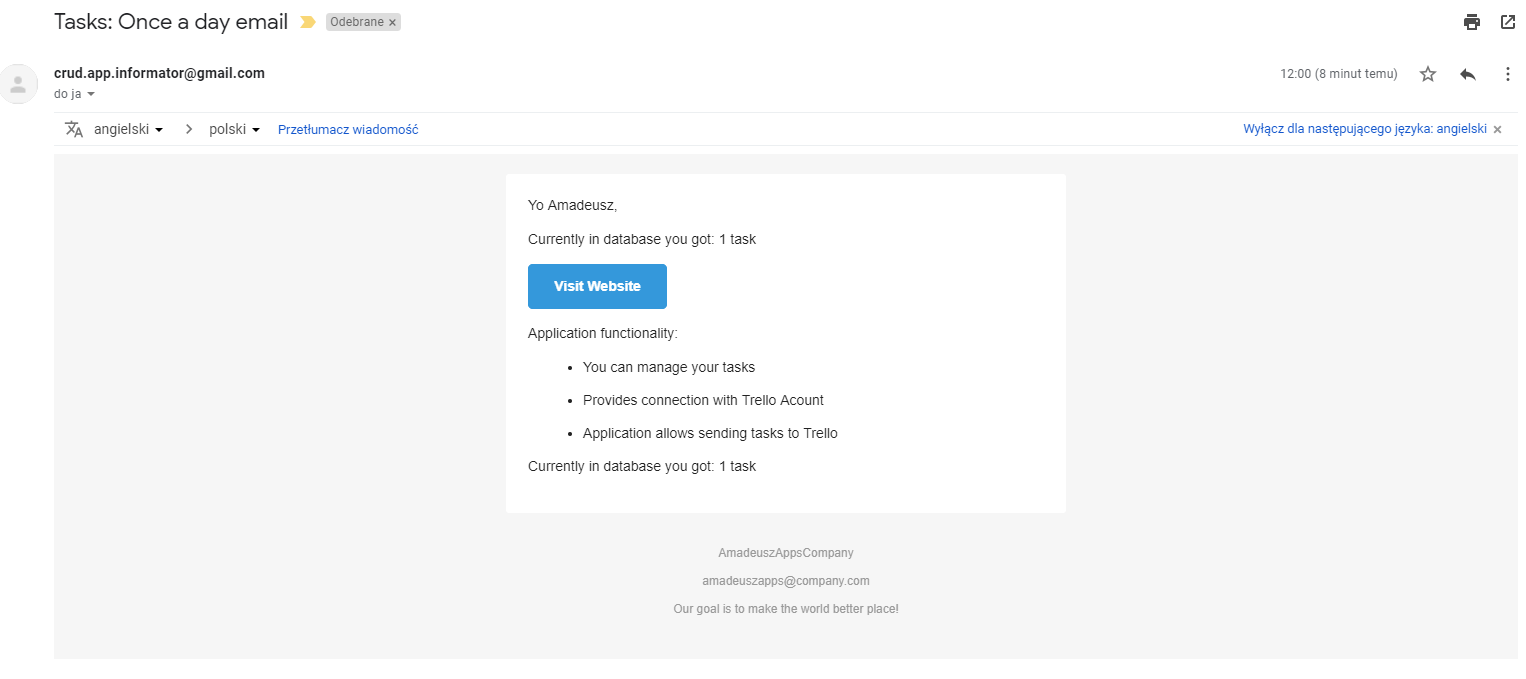 Tasks: Once a day email Odebrane ×
crud.app.informator@gmail.com 12:00 (8 minut temu)
do ja
angielski polski Przetłumacz wiadomość Wyłącz dla następującego języka: angielski ×
Yo Amadeusz,
Currently in database you got: 1 task
Visit Website
Application functionality:
• You can manage your tasks
• Provides connection with Trello Acount
• Application allows sending tasks to Trello
Currently in database you got: 1 task
AmadeuszAppsCompany
amadeuszapps@company.com
Our goal is to make the world better place!